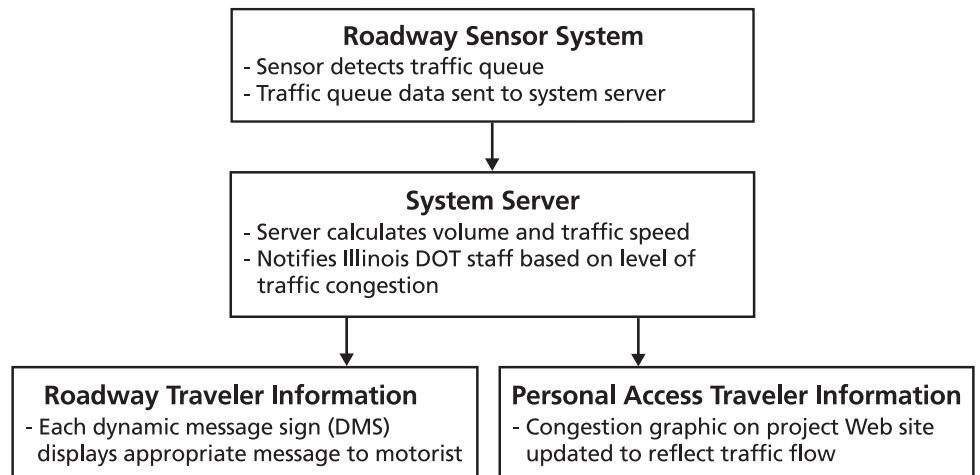 Roadway Sensor System
- Sensor detects traffic queue
- Traffic queue data sent to system server
System Server
- Server calculates volume and traffic speed
- Notifies Illinois DOT staff based on level of
traffic congestion
Roadway Traveler Information
- Each dynamic message sign (DMS)
displays appropriate message to motorist
Personal Access Traveler Information
- Congestion graphic on project Web site
updated to reflect traffic flow